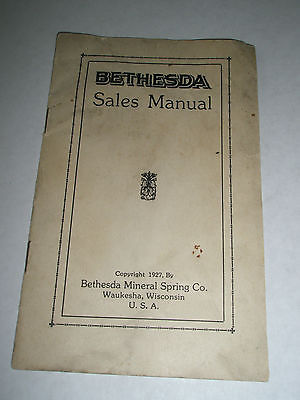 BETHESDA
Sales Manual
Copyright 1927, By
Bethesda Mineral Spring Co.
Waukesha, Wisconsin
U. S. A.